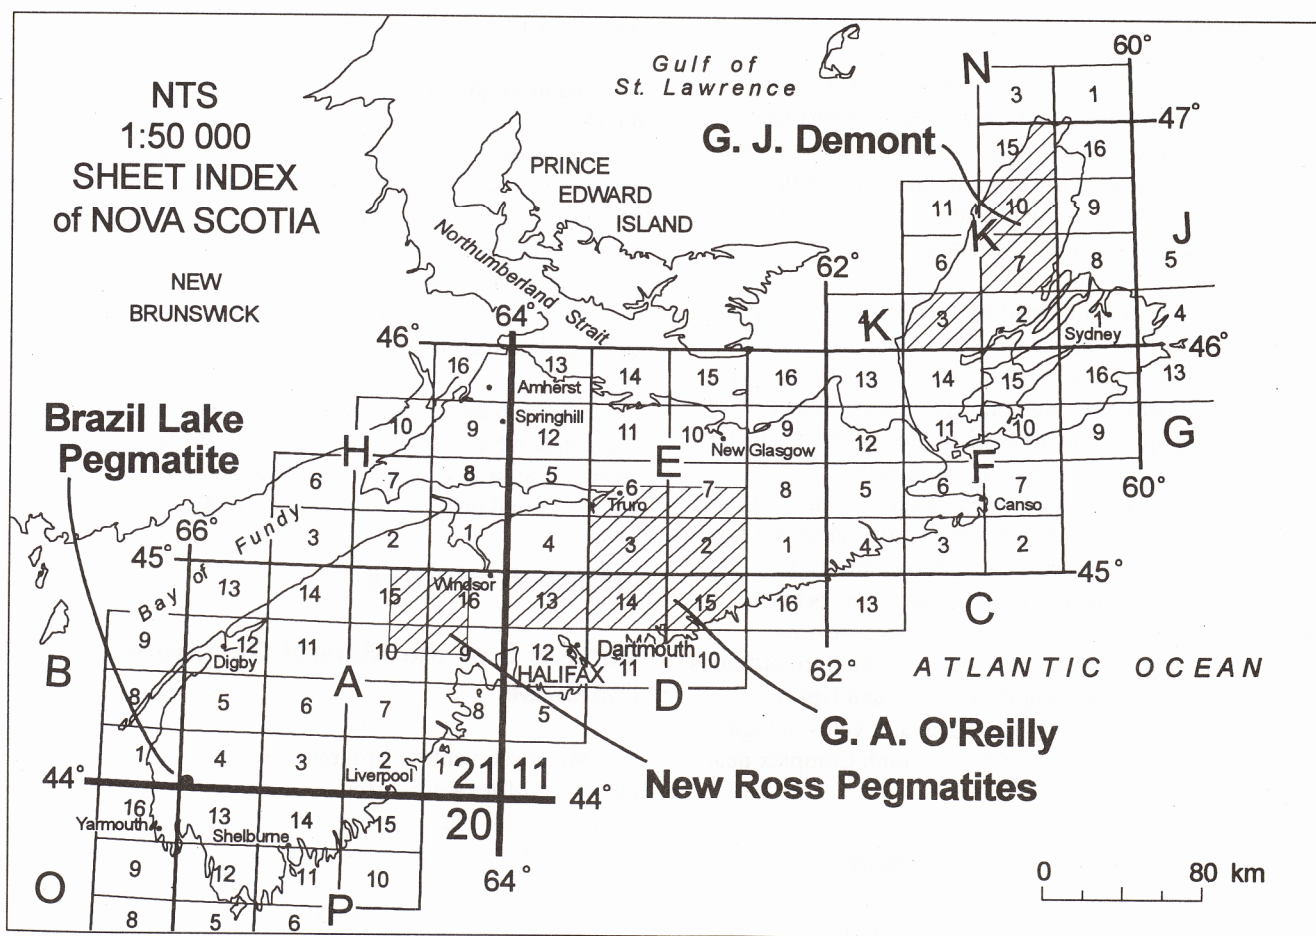 NTS
1:50 000
SHEET INDEX
of NOVA SCOTIA
NEW
BRUNSWICK
Gulf of
St. Lawrence
PRINCE
EDWARD
ISLAND
Northumberland Strait
G. J. Demont
60°
N
3 1
47°
15 16
11 10 9
K
J
6 7 8 5
62°
4 K 3 2 1 4
Sydney
64°
46° 46°
16 13 14 15 16 13 14 15 16 13
Amherst
Springhill
10 9 12 11 10 9 12 11 10 9
New Glasgow
H E F G
Brazil Lake
Pegmatite
6 7 8 5 6 7 8 5 6 7
Truro
Canso
60°
66°
Bay of Fundy
3 2 1 4 3 2 1 4 3 2
45° 45°
Windsor
13 14 15 16 13 14 15 16 13
C
9 12 11 10 9 12 11 10
Digby
HALIFAX
Dartmouth
62°
ATLANTIC OCEAN
B A D
8 5 6 7 8 5
G. A. O'Reilly
New Ross Pegmatites
1 4 3 2 1
Liverpool
21 11
44° 44°
20
16 13 14 15
Yarmouth
Shelburne
9 12 11 10
64°
O P
8 5 6
0 80 km